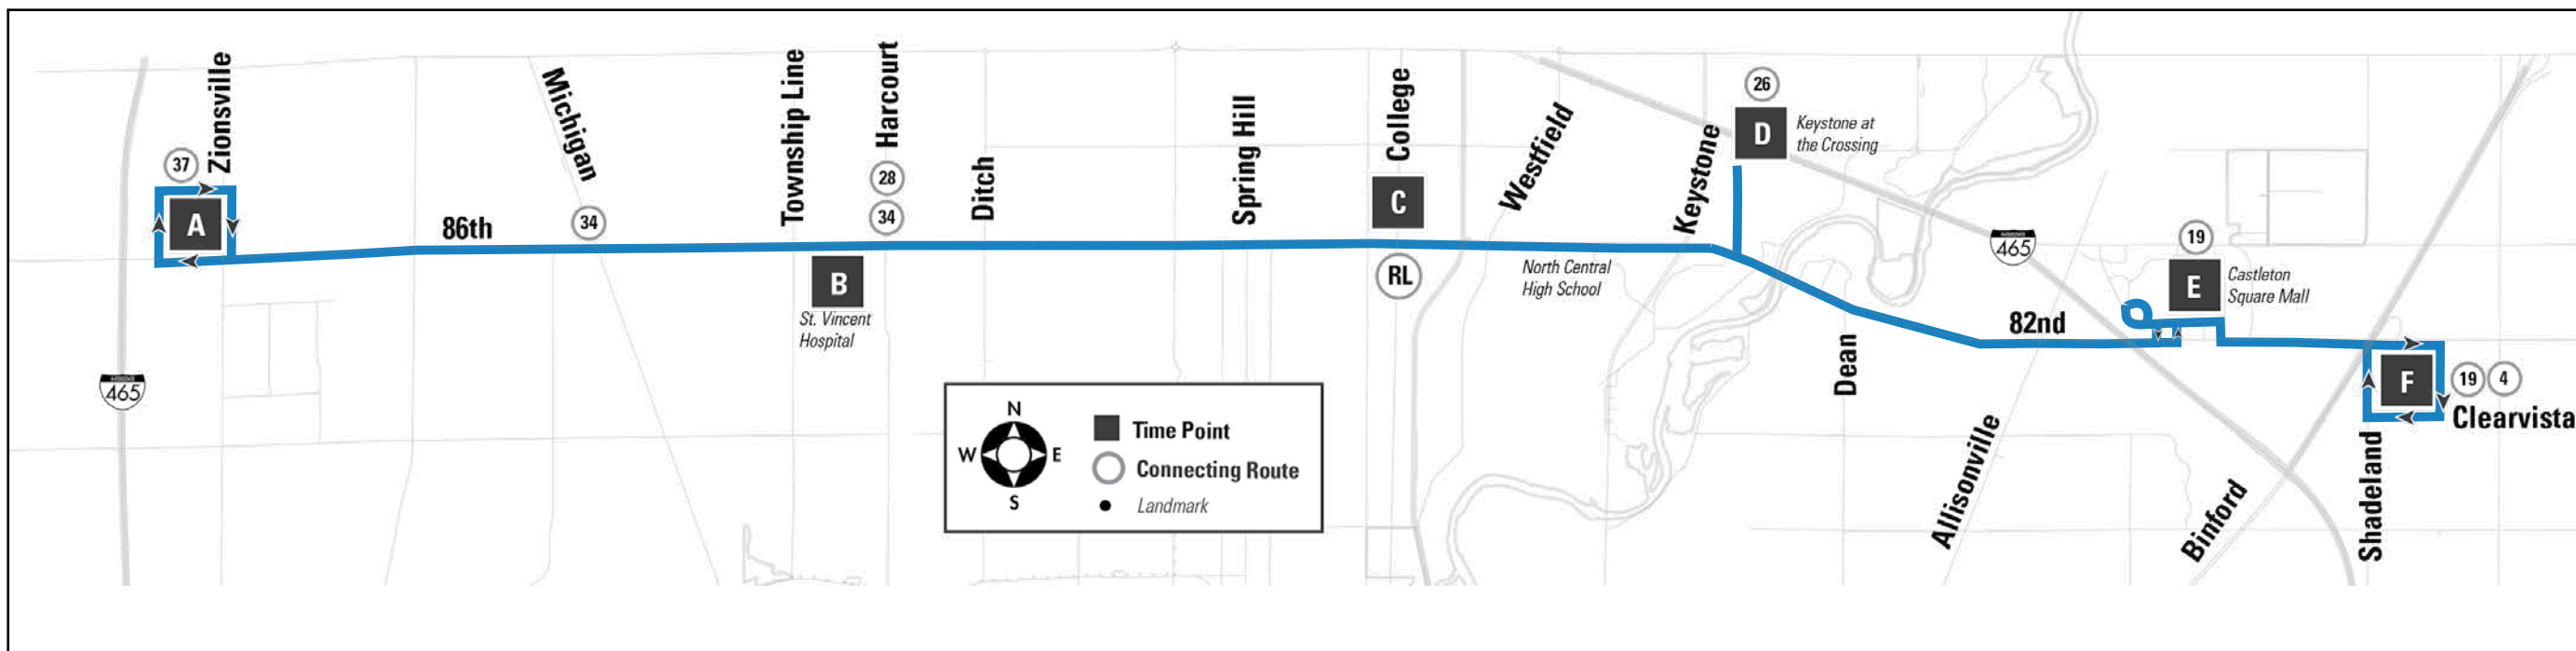 Zionsville
37
A
86th
Michigan
34
Township Line
B
St. Vincent
Hospital
Harcourt
28
34
Ditch
Spring Hill
College
C
RL
Westfield
North Central
High School
Keystone
26
D
Keystone at
the Crossing
Dean
82nd
Allisonville
INTERSTATE
465
19
E
Castleton
Square Mall
Binford
Shadeland
F
19
4
Clearvista
INTERSTATE
465
N
W
E
S
Time Point
Connecting Route
Landmark